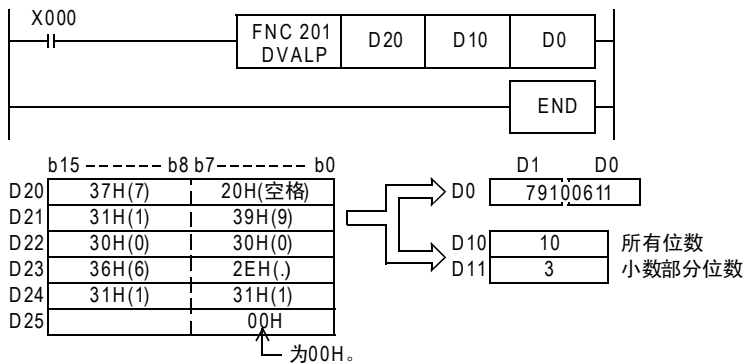 X000
FNC 201 D20 D10 D0
DVALP
END
b15 ------ b8 b7------- b0 D1 D0
D20 37H(7) 20H(空格) D0 79100611
D21 31H(1) 39H(9)
D22 30H(0) 30H(0) D10 10 所有位数
D23 36H(6) 2EH(.) D11 3 小数部分位数
D24 31H(1) 31H(1)
D25 00H
为00H。